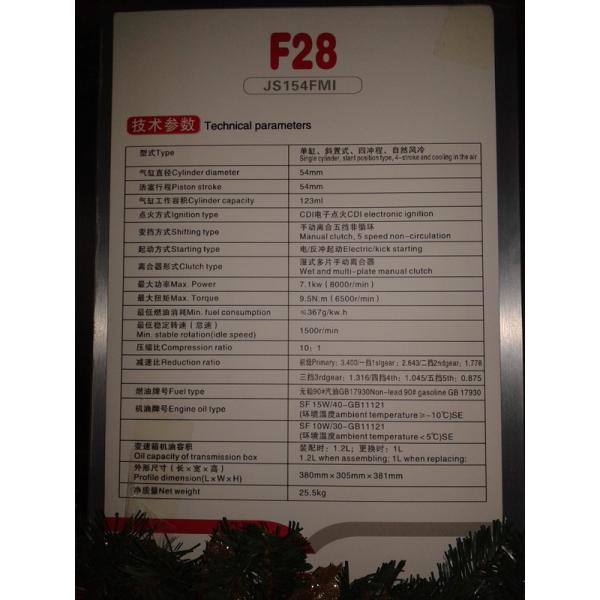 F28
JS154FMI
技术参数 Technical parameters
型式Type 单缸、斜置式、四冲程、自然风冷
Single cylinder, slant position type, 4-stroke and cooling in the air
气缸直径Cylinder diameter 54mm
活塞行程Piston stroke 54mm
气缸工作容积Cylinder capacity 123ml
点火方式Ignition type CDI电子点火CDI electronic ignition
变挡方式Shifting type 手动离合五挡非循环
Manual clutch, 5 speed non-circulation
起动方式Starting type 电/反冲起动Electric/kick starting
离合器形式Clutch type 湿式多片手动离合器
Wet and multi-plate manual clutch
最大功率Max. Power 7.1kw(8000r/min)
最大扭矩Max. Torque 9.5N.m(6500r/min)
最低燃油消耗Min. fuel consumption ≤367g/kw.h
最低稳定转速(怠速)
Min. stable rotation(idle speed) 1500r/min
压缩比Compression ratio 10:1
减速比Reduction ratio 初级Primary: 3.400/一挡1stgear: 2.643/二挡2ndgear: 1.778
三挡3rdgear: 1.316/四挡4th: 1.045/五挡5th: 0.875
燃油牌号Fuel type 无铅90#汽油GB17930Non-lead 90# gasoline GB 17930
机油牌号Engine oil type SF 15W/40-GB11121
(环境温度ambient temperature≥-10℃)SE
SF 10W/30-GB11121
(环境温度ambient temperature<5℃)SE
变速箱机油容积 装配时:1.2L;更换时:1L
Oil capacity of transmission box 1.2L when assembling; 1L when replacing;
外形尺寸(长×宽×高)
Profile dimension(L×W×H) 380mm×305mm×381mm
净质量Net weight 25.5kg